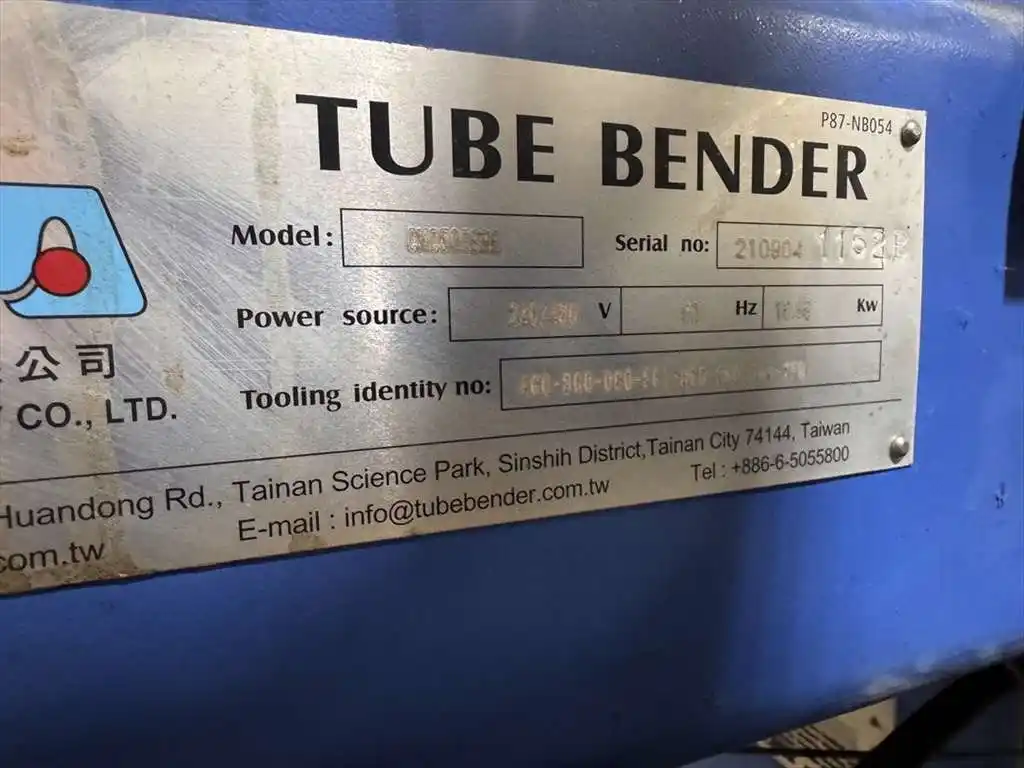 P87-NB054
TUBE BENDER
Model:
Serial no: 210904
Power source: V Hz Kw
Tooling identity no:
公司
CO., LTD.
Huandong Rd., Tainan Science Park, Sinshih District,Tainan City 74144, Taiwan
com.tw E-mail : info@tubebender.com.tw Tel : +886-6-5055800